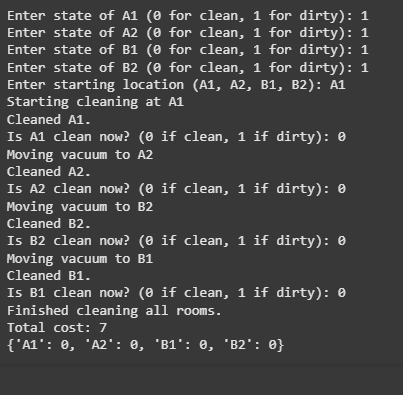 Enter state of A1 (0 for clean, 1 for dirty): 1
Enter state of A2 (0 for clean, 1 for dirty): 1
Enter state of B1 (0 for clean, 1 for dirty): 1
Enter state of B2 (0 for clean, 1 for dirty): 1
Enter starting location (A1, A2, B1, B2): A1
Starting cleaning at A1
Cleaned A1.
Is A1 clean now? (0 if clean, 1 if dirty): 0
Moving vacuum to A2
Cleaned A2.
Is A2 clean now? (0 if clean, 1 if dirty): 0
Moving vacuum to B2
Cleaned B2.
Is B2 clean now? (0 if clean, 1 if dirty): 0
Moving vacuum to B1
Cleaned B1.
Is B1 clean now? (0 if clean, 1 if dirty): 0
Finished cleaning all rooms.
Total cost: 7
{'A1': 0, 'A2': 0, 'B1': 0, 'B2': 0}